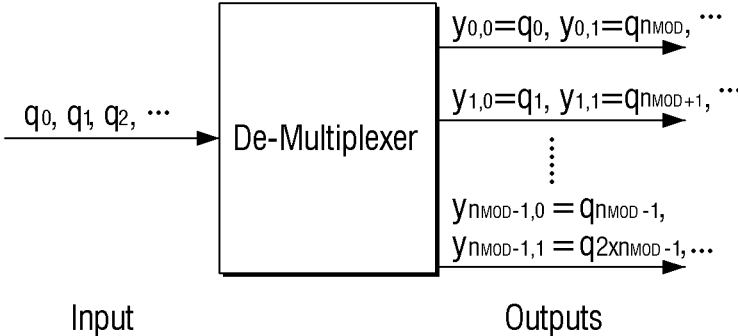 y0,0=q0, y0,1=qnMOD, ...
q0, q1, q2, ...
De-Multiplexer
y1,0=q1, y1,1=qnMOD+1, ...
ynMOD-1,0 = qnMOD-1,
ynMOD-1,1 = q2xnMOD-1, ...
Input
Outputs